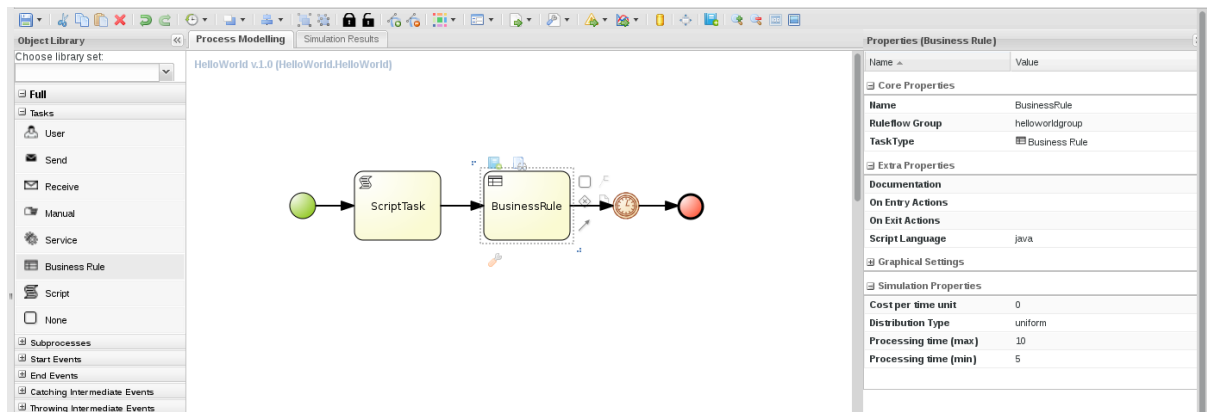 Object Library
Choose library set:
Full
Tasks
User
Send
Receive
Manual
Service
Business Rule
Script
None
Subprocesses
Start Events
End Events
Catching Intermediate Events
Throwing Intermediate Events
Process Modelling Simulation Results
HelloWorld v.1.0 (HelloWorld.HelloWorld)
ScriptTask
BusinessRule
Properties (Business Rule)
Name Value
Core Properties
Name BusinessRule
Ruleflow Group helloworldgroup
TaskType Business Rule
Extra Properties
Documentation
On Entry Actions
On Exit Actions
Script Language java
Graphical Settings
Simulation Properties
Cost per time unit 0
Distribution Type uniform
Processing time (max) 10
Processing time (min) 5